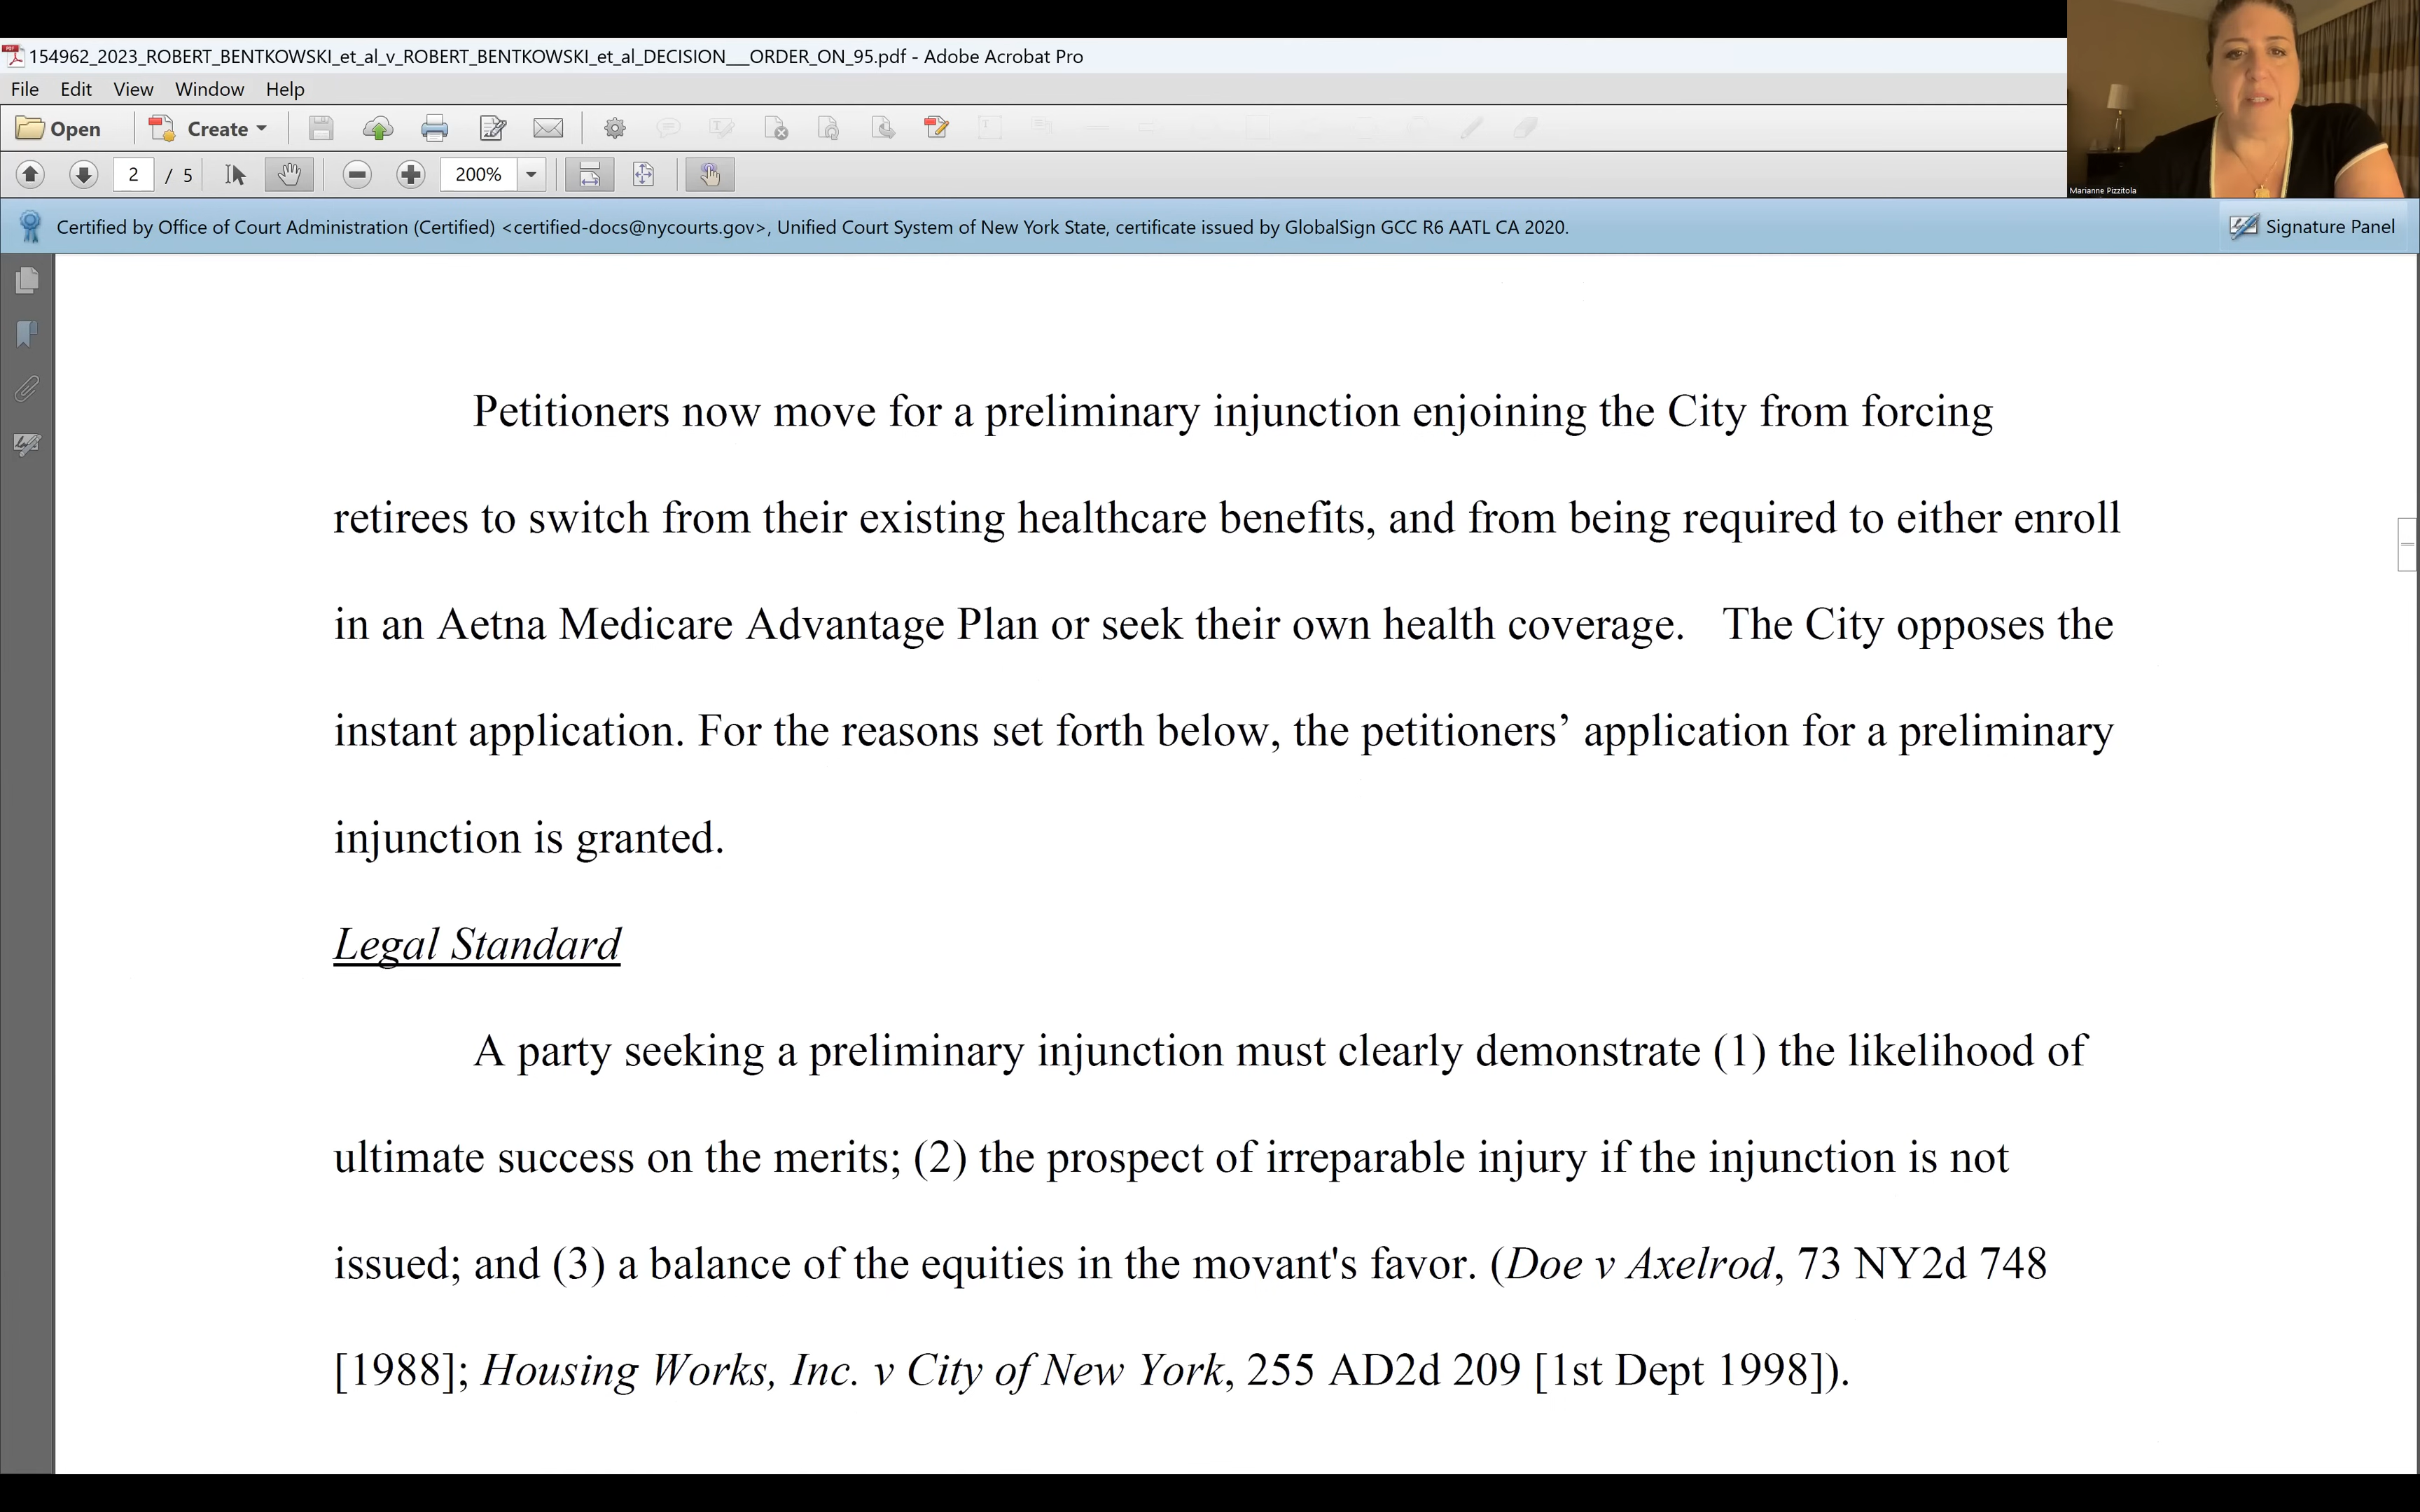 154962_2023_ROBERT_BENTKOWSKI_et_al_v_ROBERT_BENTKOWSKI_et_al_DECISION___ORDER_ON_95.pdf - Adobe Acrobat Pro
File Edit View Window Help
Open Create
2 / 5 200%
Marianne Pizzitola
Certified by Office of Court Administration (Certified) <certified-docs@nycourts.gov>, Unified Court System of New York State, certificate issued by GlobalSign GCC R6 AATL CA 2020.
Signature Panel
Petitioners now move for a preliminary injunction enjoining the City from forcing
retirees to switch from their existing healthcare benefits, and from being required to either enroll
in an Aetna Medicare Advantage Plan or seek their own health coverage. The City opposes the
instant application. For the reasons set forth below, the petitioners’ application for a preliminary
injunction is granted.
Legal Standard
A party seeking a preliminary injunction must clearly demonstrate (1) the likelihood of
ultimate success on the merits; (2) the prospect of irreparable injury if the injunction is not
issued; and (3) a balance of the equities in the movant's favor. (Doe v Axelrod, 73 NY2d 748
[1988]; Housing Works, Inc. v City of New York, 255 AD2d 209 [1st Dept 1998]).